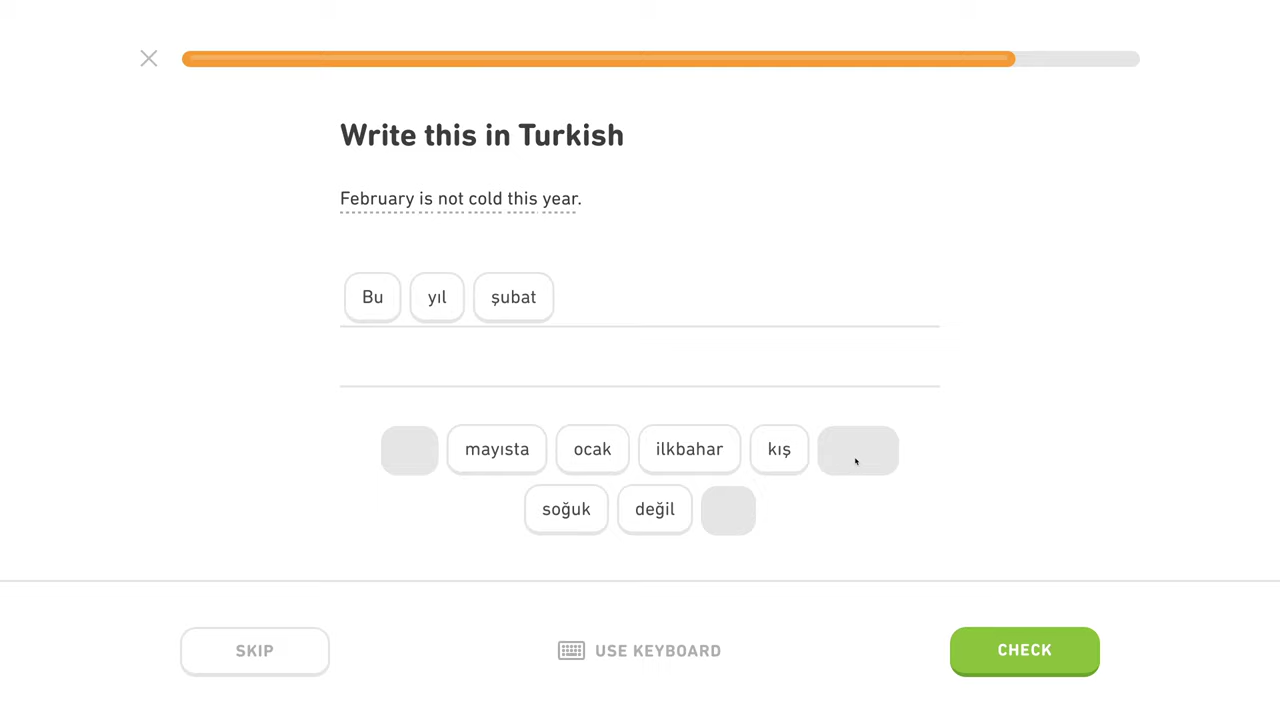 Write this in Turkish
February is not cold this year.
Bu yıl şubat
mayısta ocak ilkbahar kış
soğuk değil
SKIP USE KEYBOARD CHECK